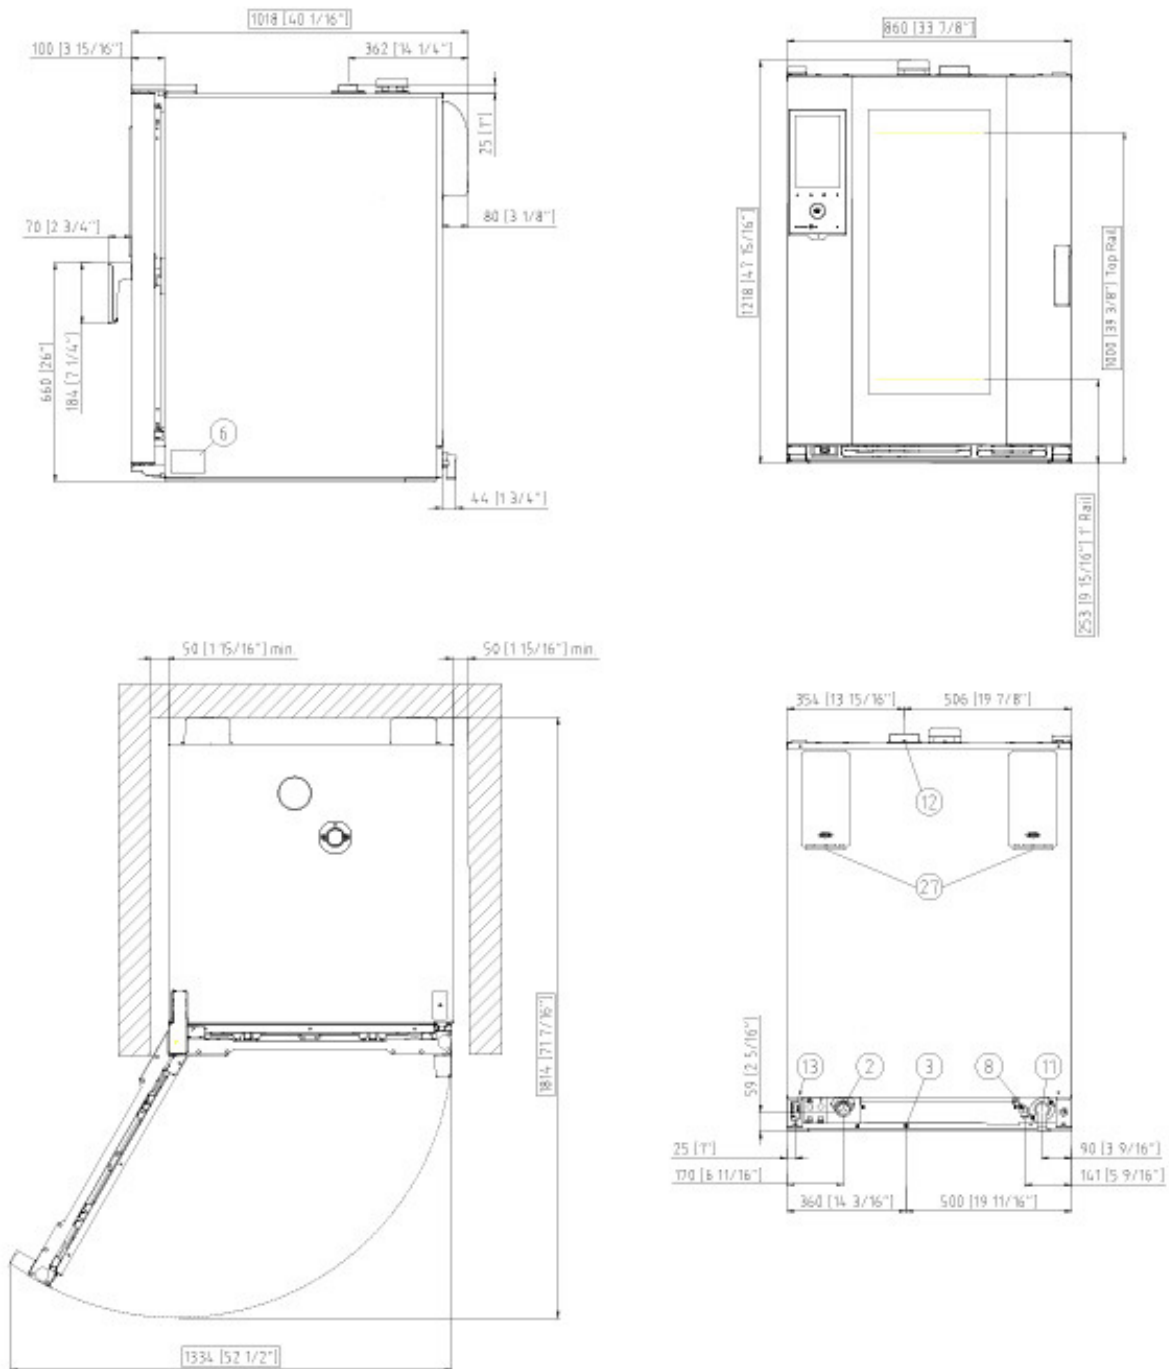 1018 [40 1/16"]
100 [3 15/16"]
362 [14 1/4"]
25 [1"]
70 [2 3/4"]
80 [3 1/8"]
660 [26"]
184 [7 1/4"]
6
44 [1 3/4"]
860 [33 7/8"]
1218 [47 15/16"]
1000 [39 3/8"] Top Rail
253 [9 15/16"] 1° Rail
50 [1 15/16"] min.
50 [1 15/16"] min.
1814 [71 7/16"]
1334 [52 1/2"]
354 [13 15/16"]
506 [19 7/8"]
12
27
59 [2 5/16"]
13
2
3
8
11
25 [1"]
90 [3 9/16"]
170 [6 11/16"]
141 [5 9/16"]
360 [14 3/16"]
500 [19 11/16"]